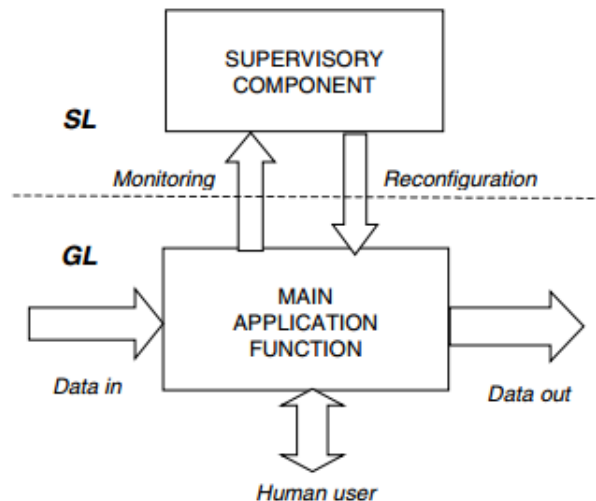 SUPERVISORY
COMPONENT
SL
Monitoring
Reconfiguration
GL
MAIN
APPLICATION
FUNCTION
Data in
Data out
Human user